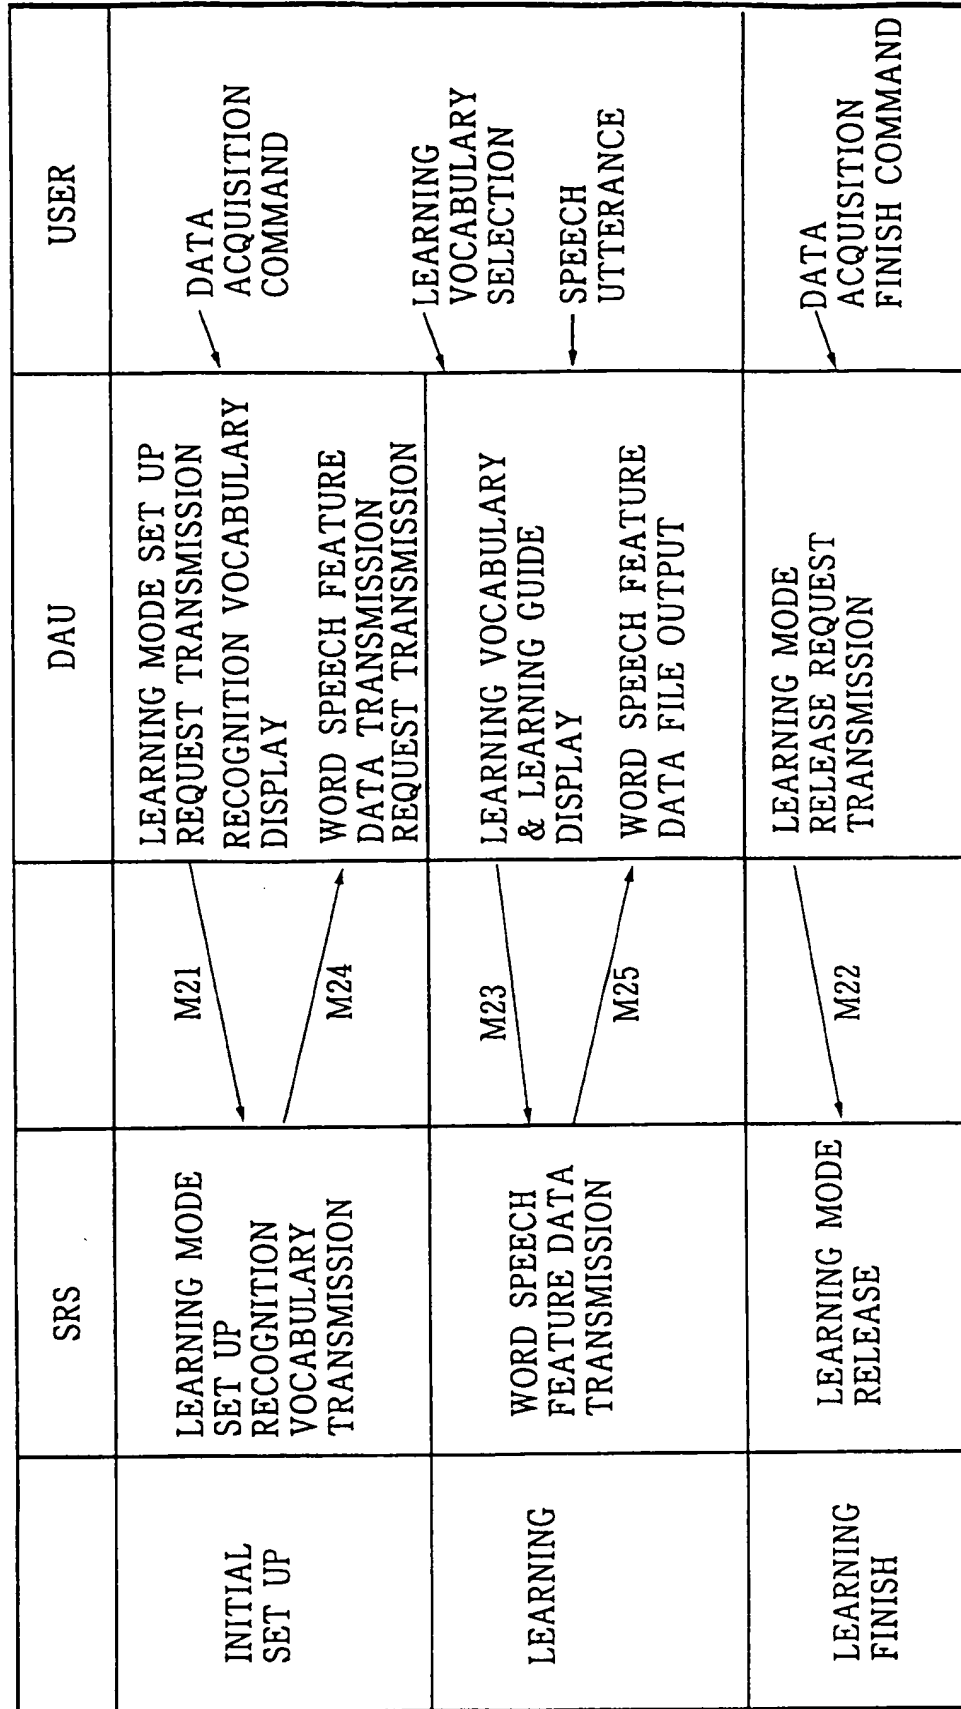 SRS
DAU
USER
INITIAL
SET UP
LEARNING MODE
SET UP
RECOGNITION
VOCABULARY
TRANSMISSION
M21
M24
LEARNING MODE SET UP
REQUEST TRANSMISSION
RECOGNITION VOCABULARY
DISPLAY
WORD SPEECH FEATURE
DATA TRANSMISSION
REQUEST TRANSMISSION
DATA
ACQUISITION
COMMAND
LEARNING
WORD SPEECH
FEATURE DATA
TRANSMISSION
M23
M25
LEARNING VOCABULARY
& LEARNING GUIDE
DISPLAY
WORD SPEECH FEATURE
DATA FILE OUTPUT
LEARNING
VOCABULARY
SELECTION
SPEECH
UTTERANCE
LEARNING
FINISH
LEARNING MODE
RELEASE
M22
LEARNING MODE
RELEASE REQUEST
TRANSMISSION
DATA
ACQUISITION
FINISH COMMAND